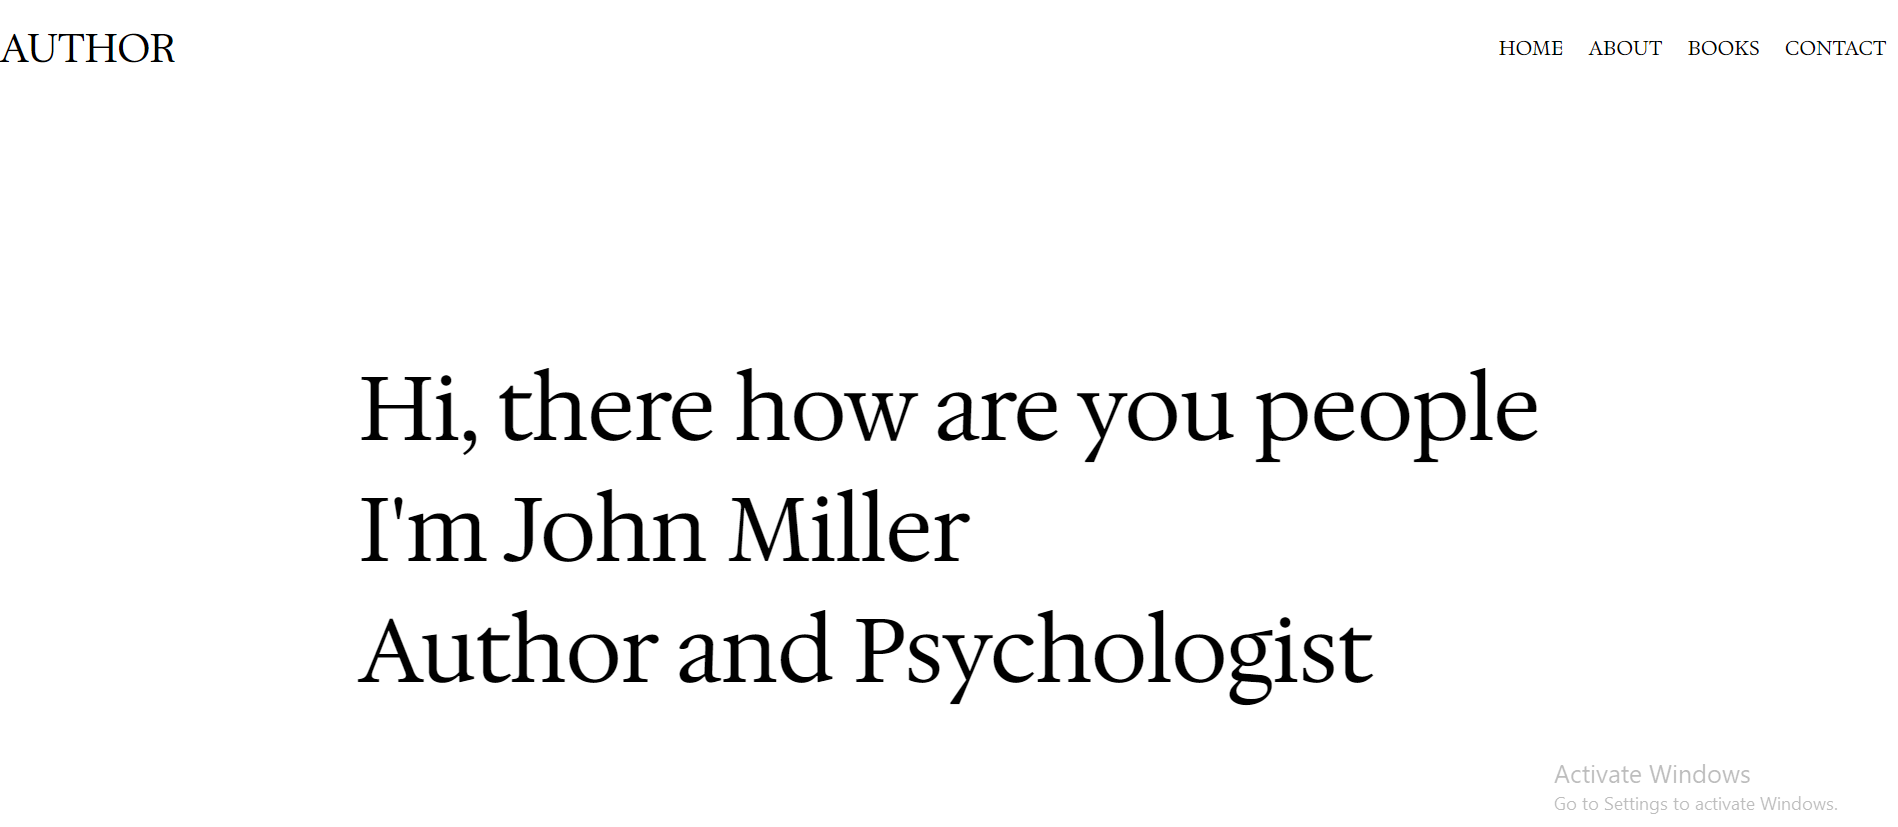 AUTHOR
HOME ABOUT BOOKS CONTACT
Hi, there how are you people
I'm John Miller
Author and Psychologist
Activate Windows
Go to Settings to activate Windows.